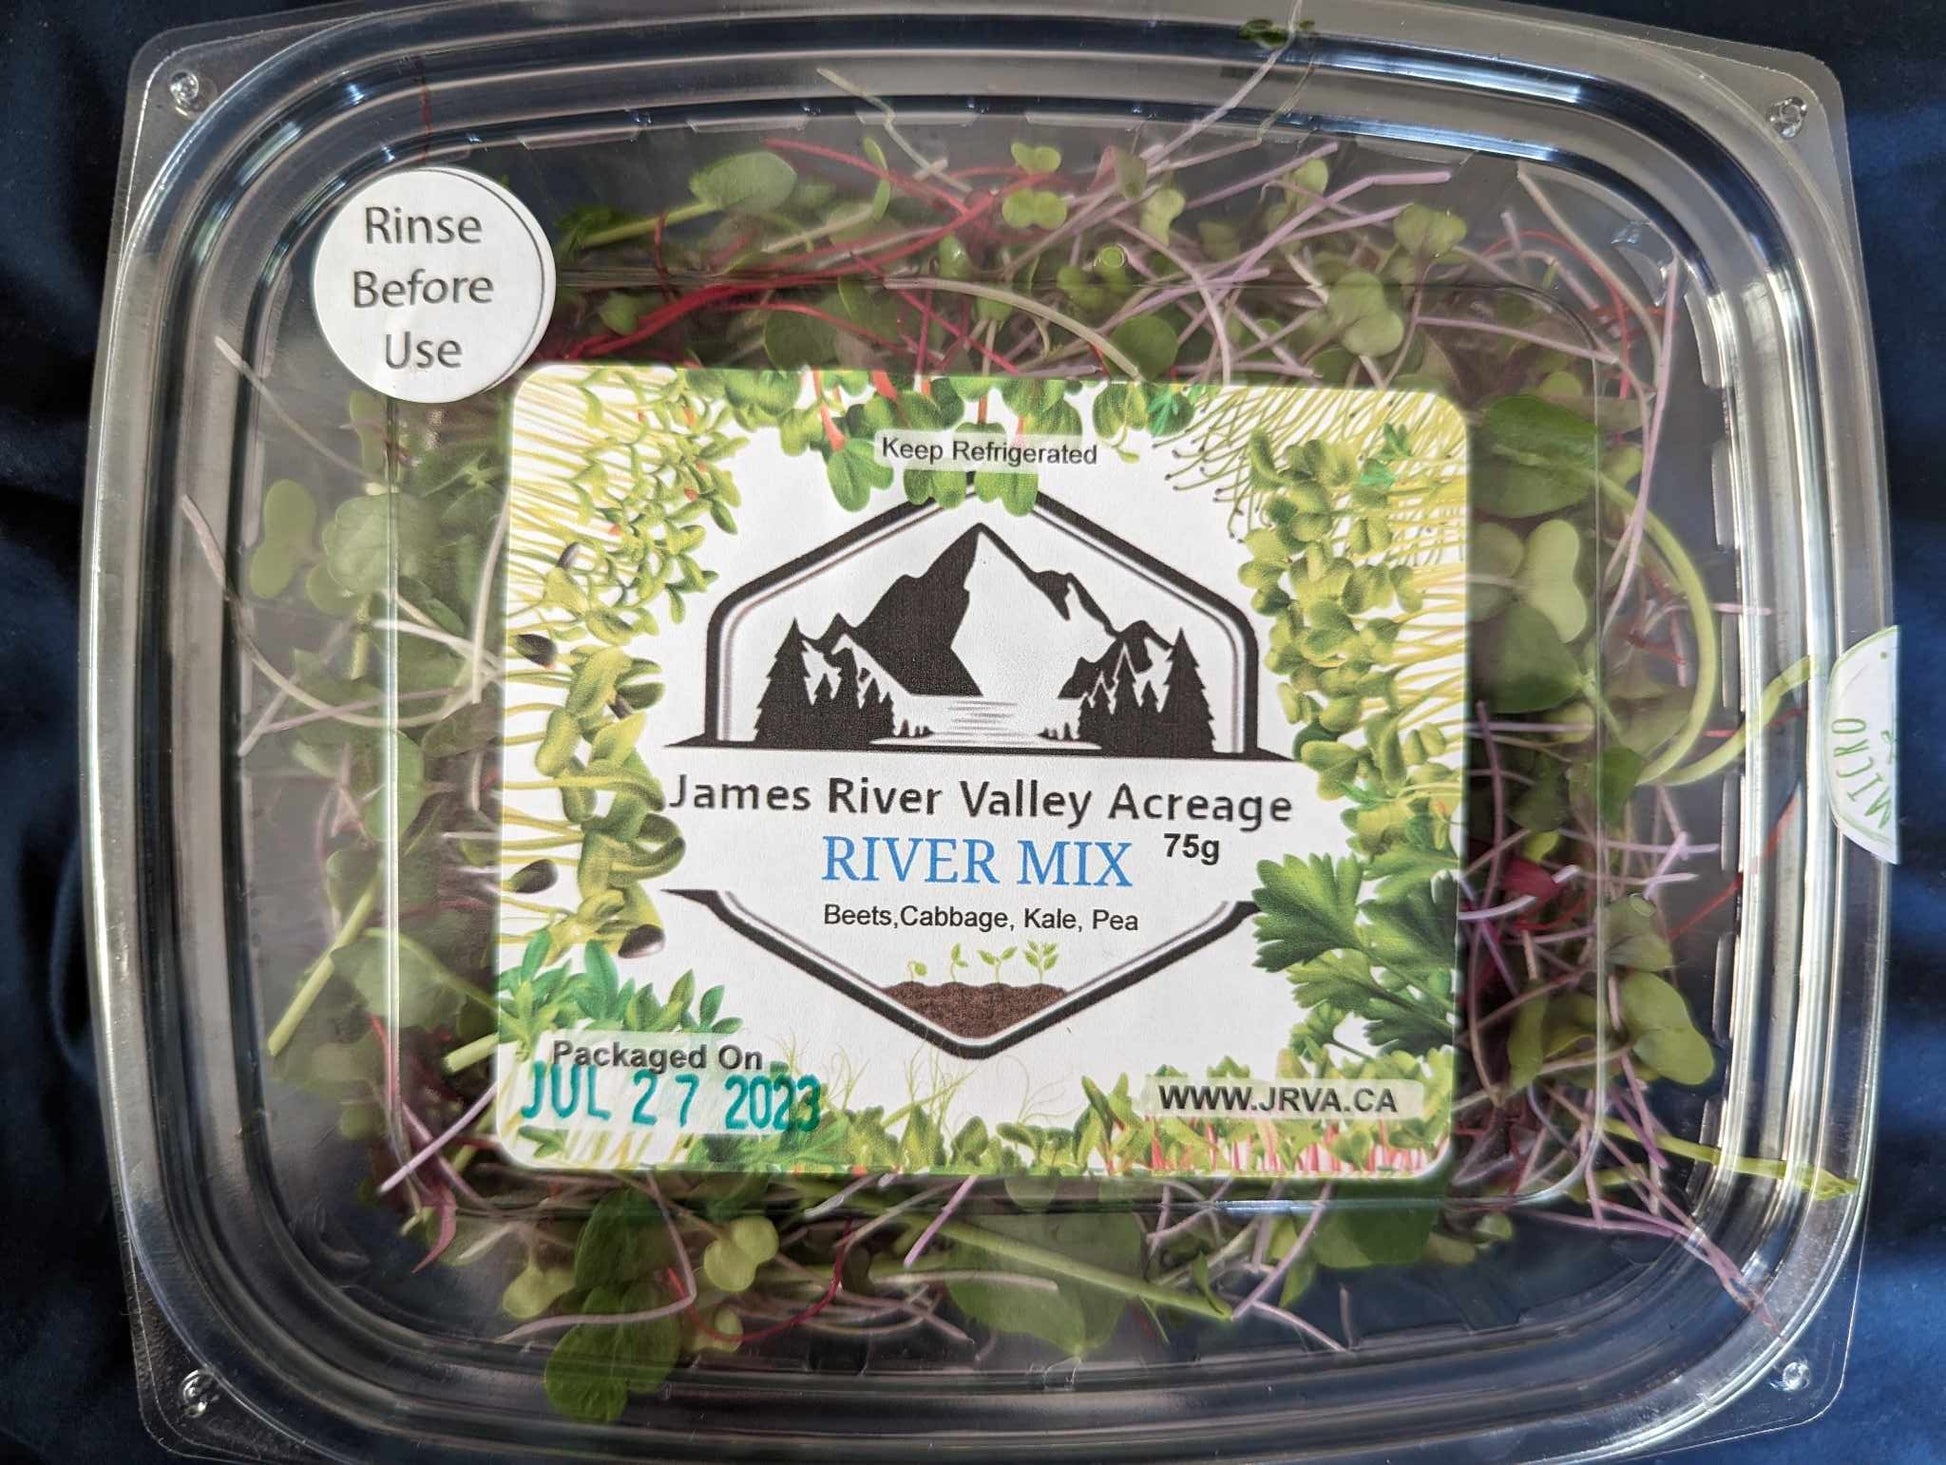 Rinse
Before
Use
Keep Refrigerated
James River Valley Acreage
RIVER MIX 75g
Beets,Cabbage, Kale, Pea
Packaged On
JUL 27 2023
WWW.JRVA.CA
MICRO